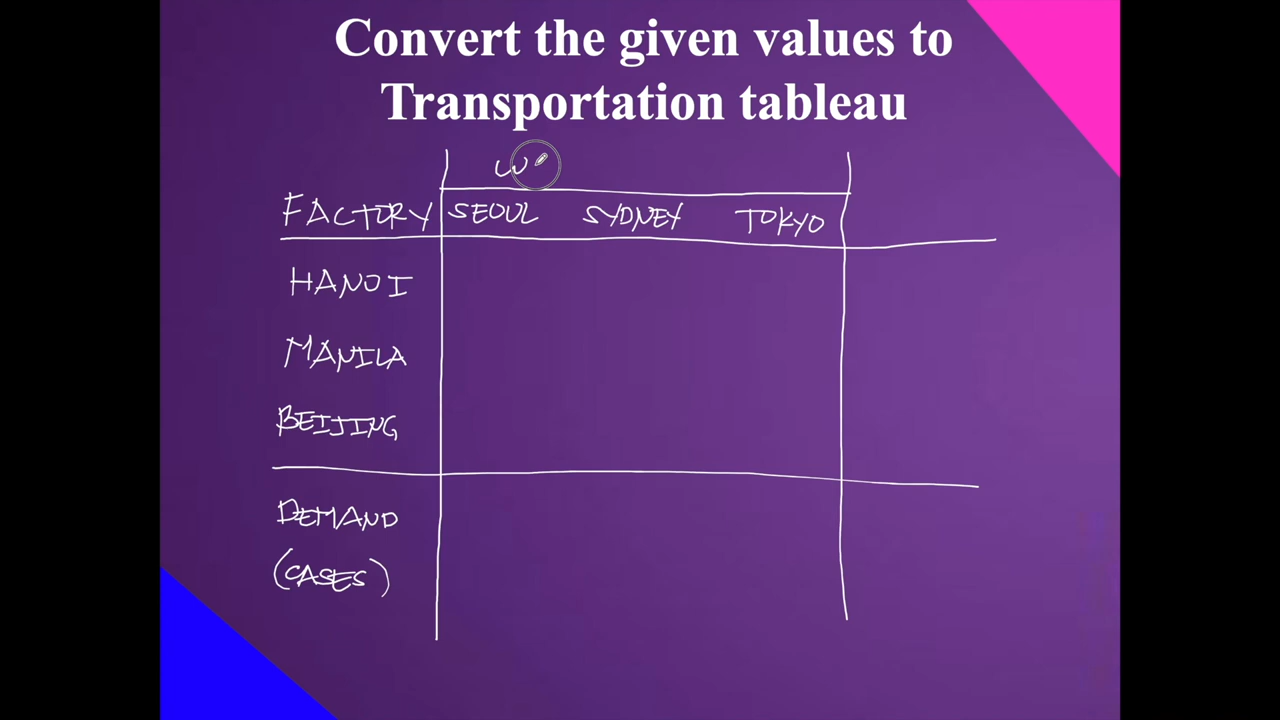 Convert the given values to
Transportation tableau
FACTORY SEOUL SYDNEY TOKYO
HANOI
MANILA
BEIJING
DEMAND
(CASES)